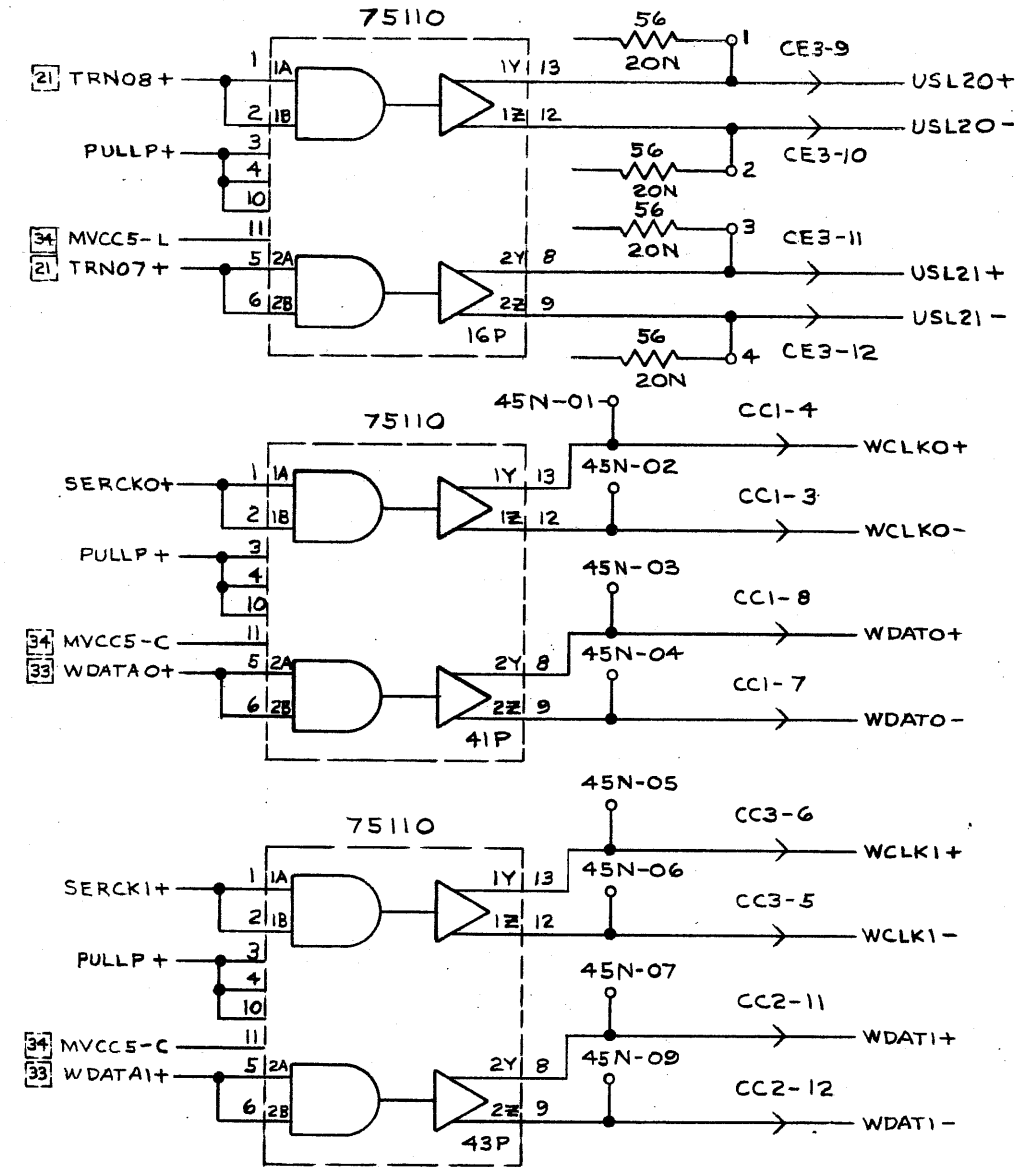 75110
56
1
20N
CE3-9
21 TRN08+ 1 1A 1Y 13 USL20+
2 1B 1Z 12 USL20-
PULLP+ 3
4
10
56
2
20N
CE3-10
56
3
20N
CE3-11
34 MVCC5-L 11
21 TRN07+ 5 2A 2Y 8 USL21+
6 2B 2Z 9 USL21-
16P
56
4
20N
CE3-12
75110
45N-01
CC1-4
SERCK0+ 1 1A 1Y 13 WCLK0+
45N-02
CC1-3
2 1B 1Z 12 WCLK0-
PULLP+ 3
4
10
45N-03
CC1-8
34 MVCC5-C 11 WDAT0+
45N-04
CC1-7
33 WDATA0+ 5 2A 2Y 8
6 2B 2Z 9 WDAT0-
41P
75110
45N-05
CC3-6
SERCK1+ 1 1A 1Y 13 WCLK1+
45N-06
CC3-5
2 1B 1Z 12 WCLK1-
PULLP+ 3
4
10
45N-07
CC2-11
34 MVCC5-C 11 WDAT1+
45N-09
CC2-12
33 WDATA1+ 5 2A 2Y 8
6 2B 2Z 9 WDAT1-
43P